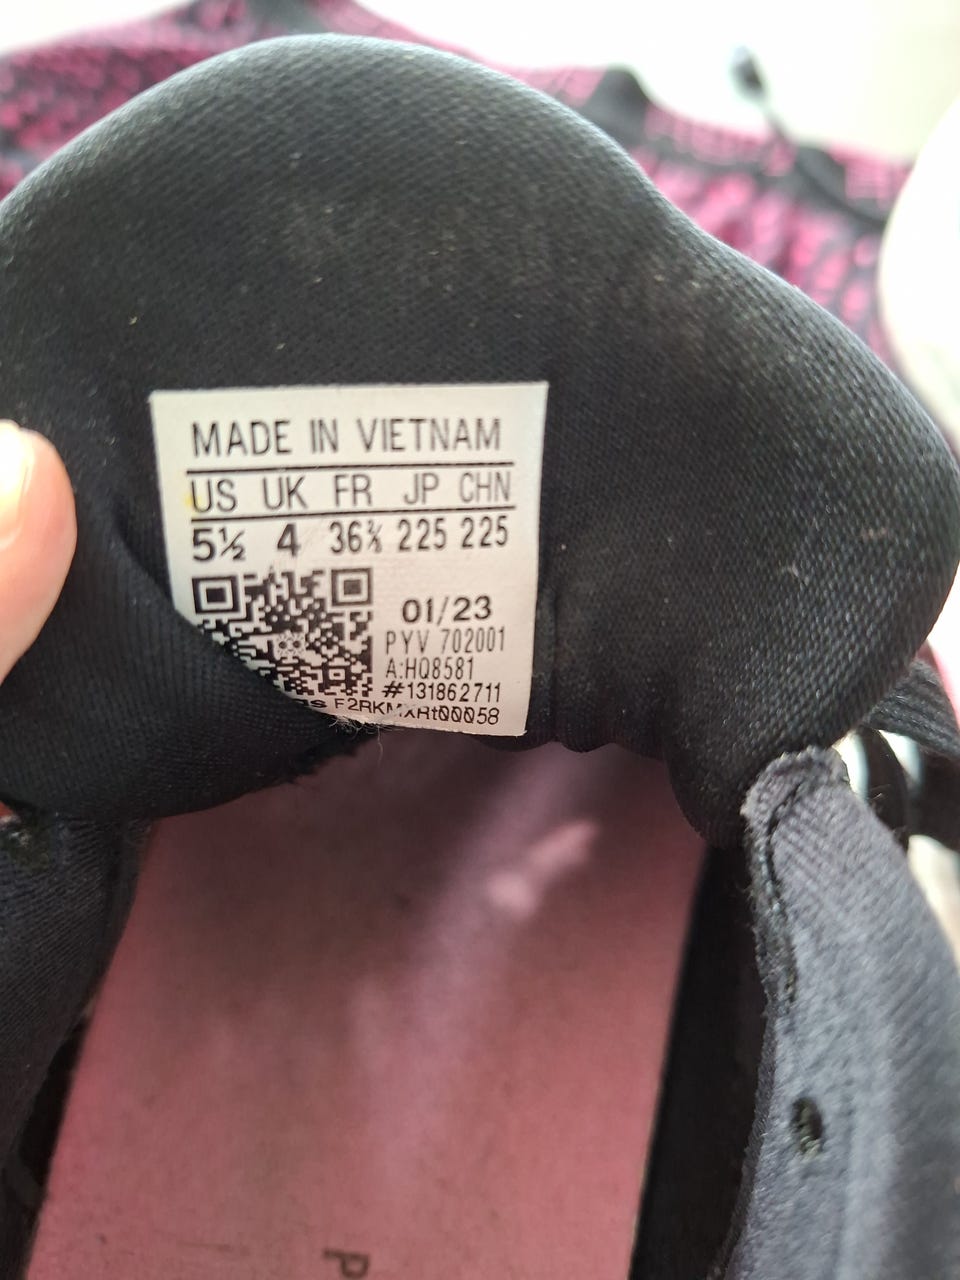 MADE IN VIETNAM
US UK FR JP CHN
5½ 4 36⅔ 225 225
01/23
PYV 702001
A:HQ8581
#131862711
P